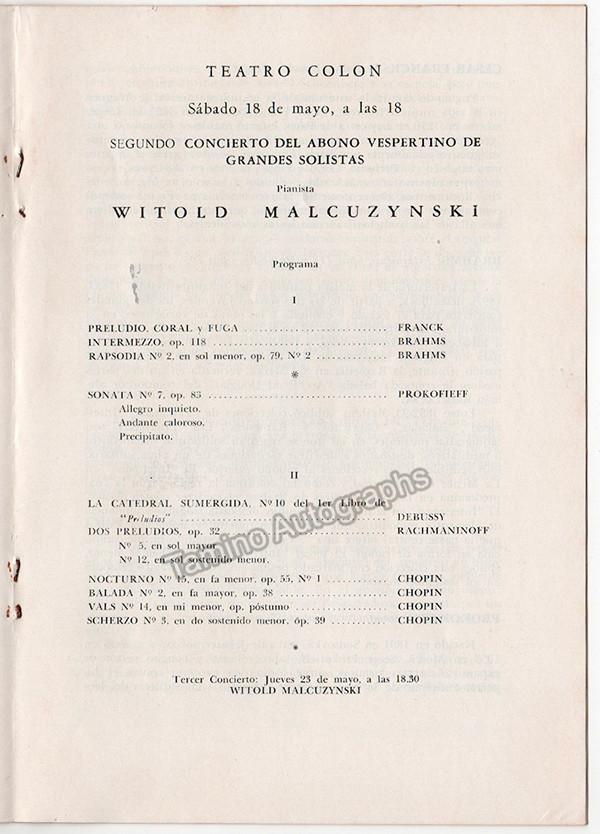 TEATRO COLON
Sábado 18 de mayo, a las 18
SEGUNDO CONCIERTO DEL ABONO VESPERTINO DE
GRANDES SOLISTAS
Pianista
WITOLD MALCUZYNSKI
Programa
I
PRELUDIO, CORAL y FUGA ........................... FRANCK
INTERMEZZO, op. 118 ................................. BRAHMS
RAPSODIA Nº 2, en sol menor, op. 79, Nº 2 ............. BRAHMS
*
SONATA Nº 7, op. 83 .................................. PROKOFIEFF
Allegro inquieto.
Andante caloroso.
Precipitato.
II
LA CATEDRAL SUMERGIDA, Nº 10 del 1er Libro de
"Preludios" .................................. DEBUSSY
DOS PRELUDIOS, op. 32 ................................ RACHMANINOFF
Nº 5, en sol mayor
Nº 12, en sol sostenido menor.
NOCTURNO Nº 15, en fa menor, op. 55, Nº 1 ............ CHOPIN
BALADA Nº 2, en fa mayor, op. 38 ..................... CHOPIN
VALS Nº 14, en mi menor, op. póstumo ................. CHOPIN
SCHERZO Nº 3, en do sostenido menor, óp. 39 .......... CHOPIN
*
Tercer Concierto: Jueves 23 de mayo, a las 18.30
WITOLD MALCUZYNSKI
Tamino Autographs